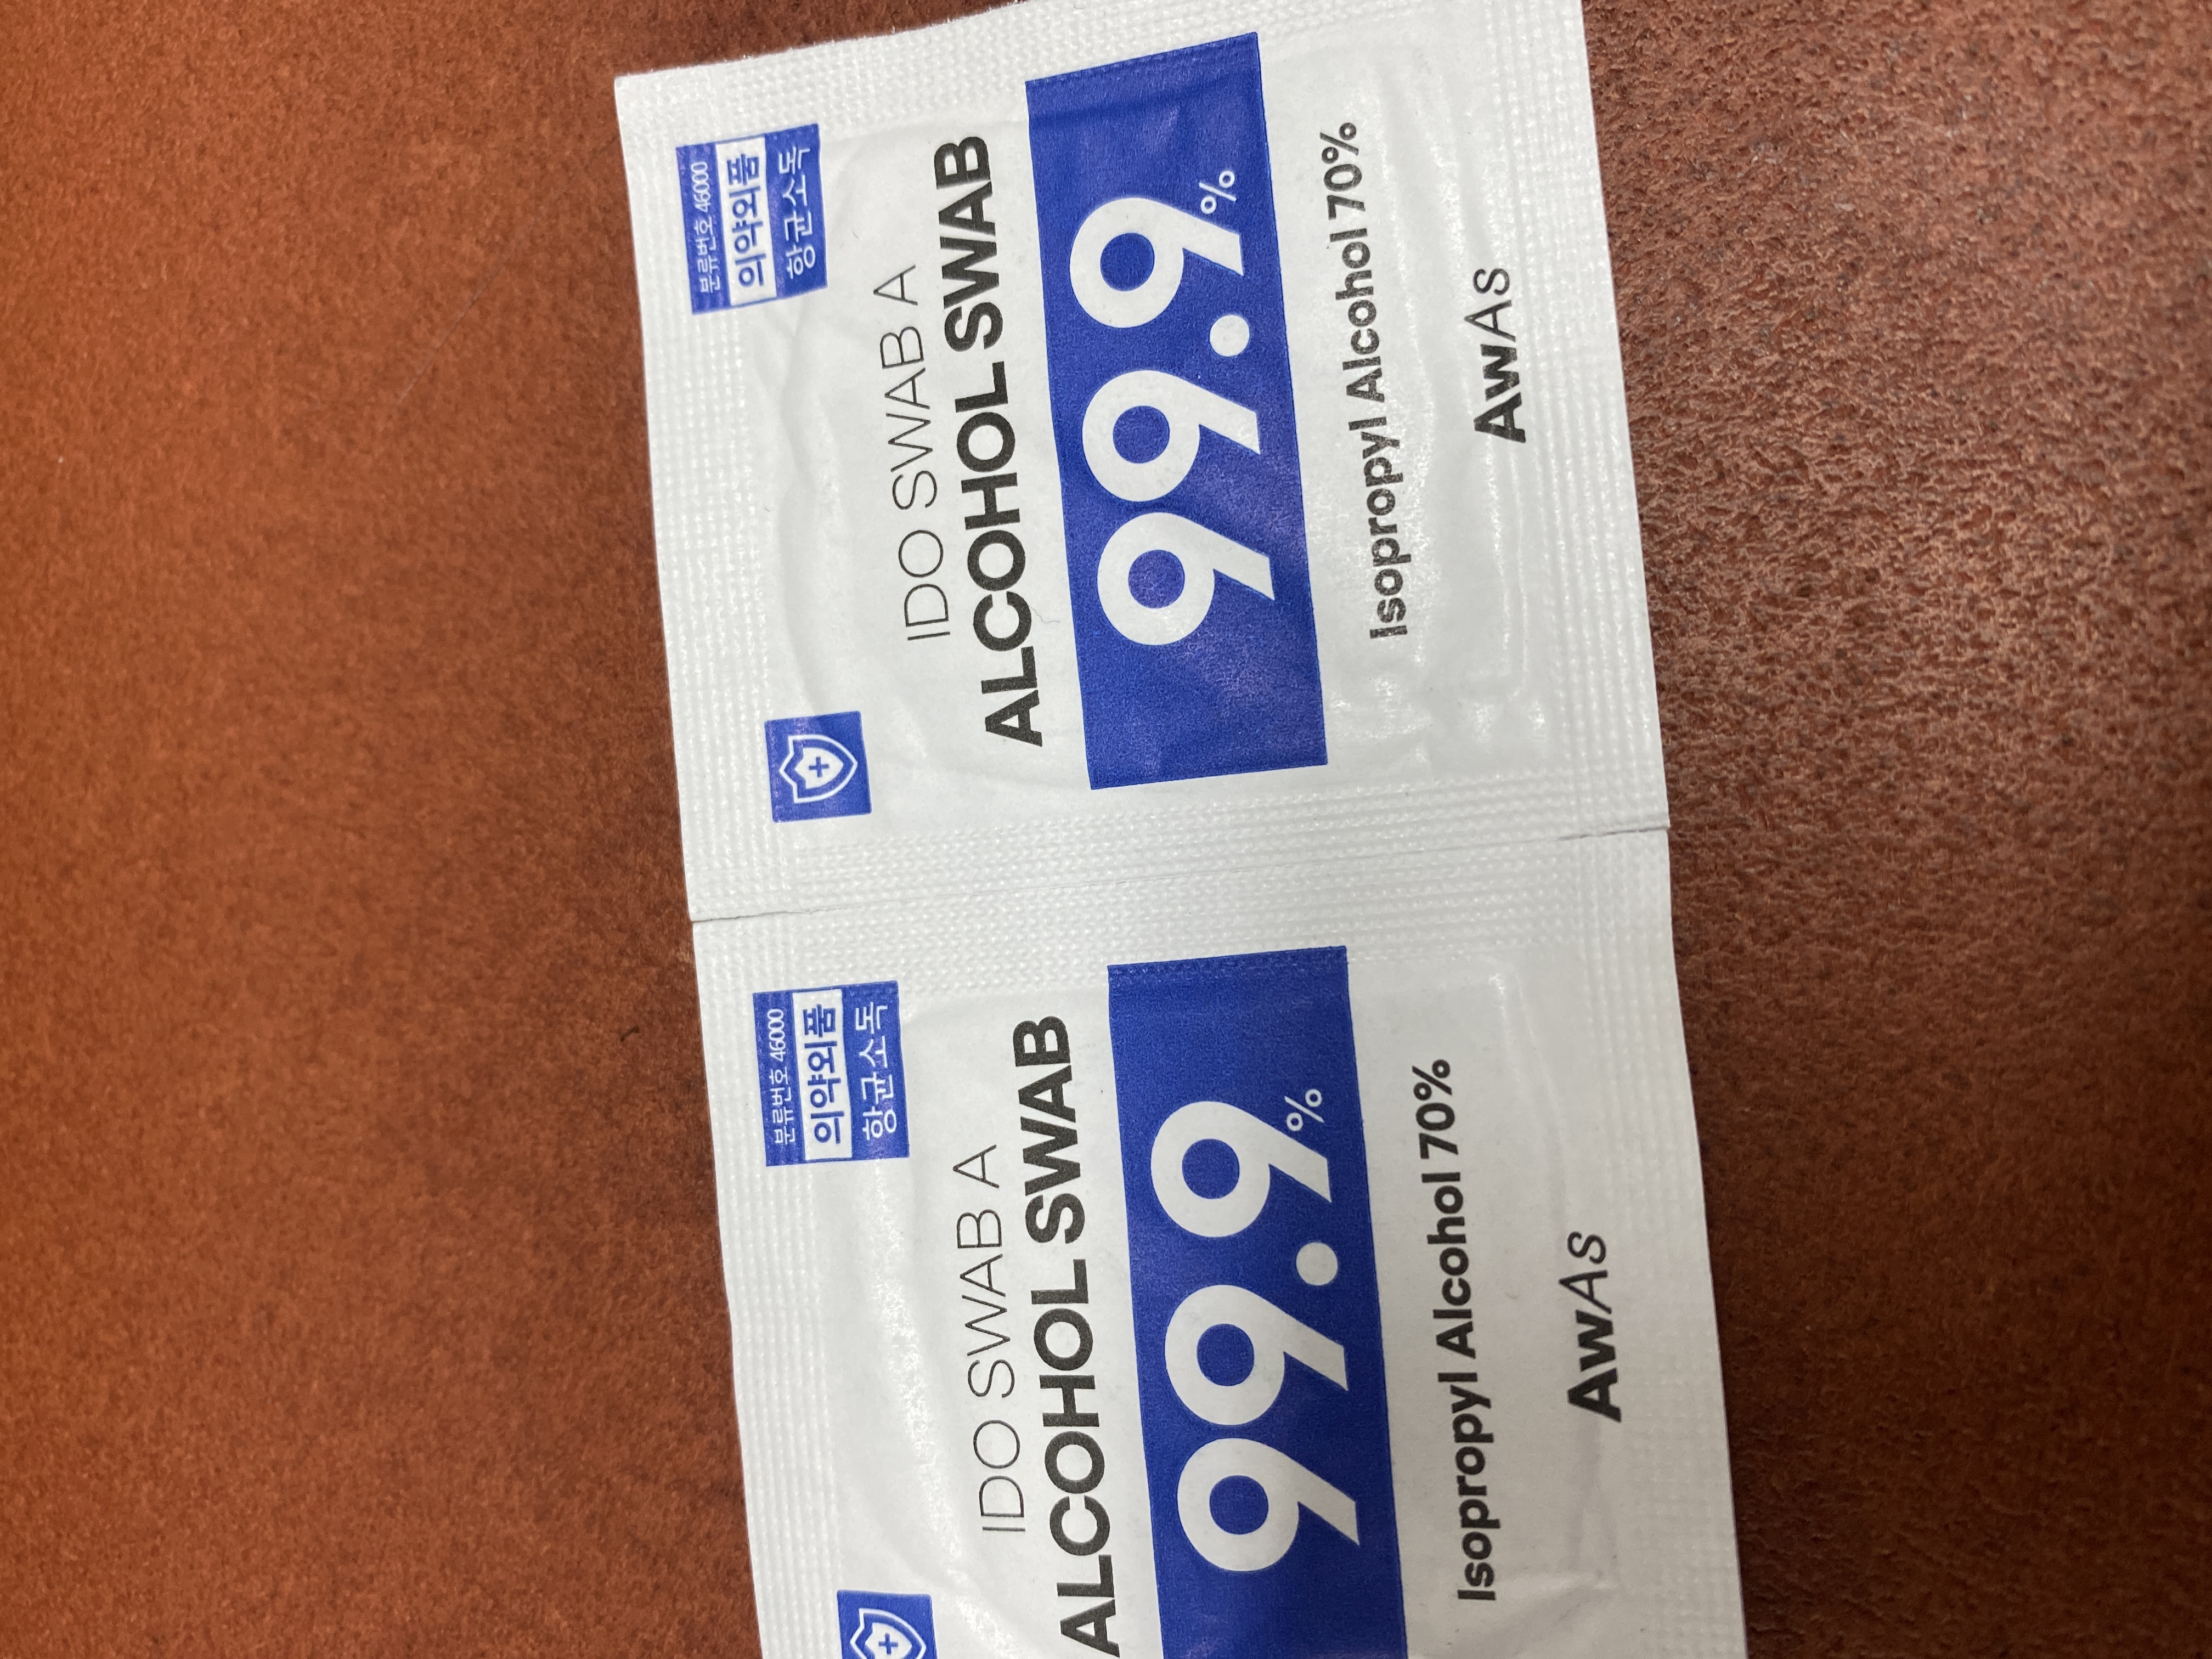 분류번호 46000
의약외품
항균소독
IDO SWAB A
ALCOHOL SWAB
99.9%
Isopropyl Alcohol 70%
AWAS
분류번호 46000
의약외품
항균소독
IDO SWAB A
ALCOHOL SWAB
99.9%
Isopropyl Alcohol 70%
AWAS